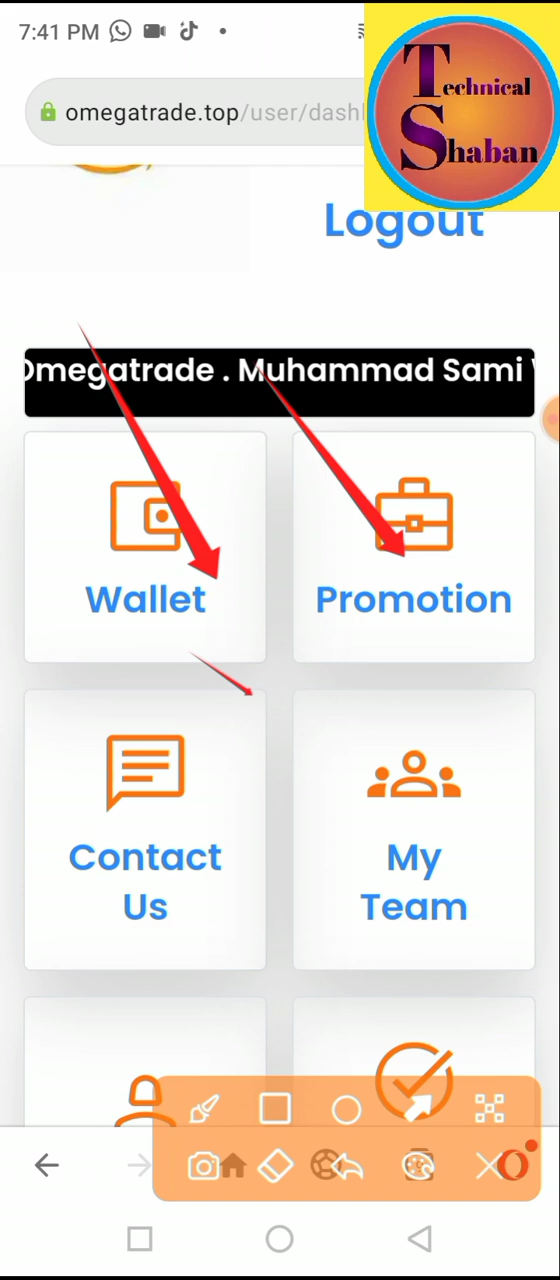 7:41 PM
omegatrade.top/user/dash
Technical
Shaban
Logout
Omegatrade . Muhammad Sami
Wallet
Promotion
Contact
Us
My
Team